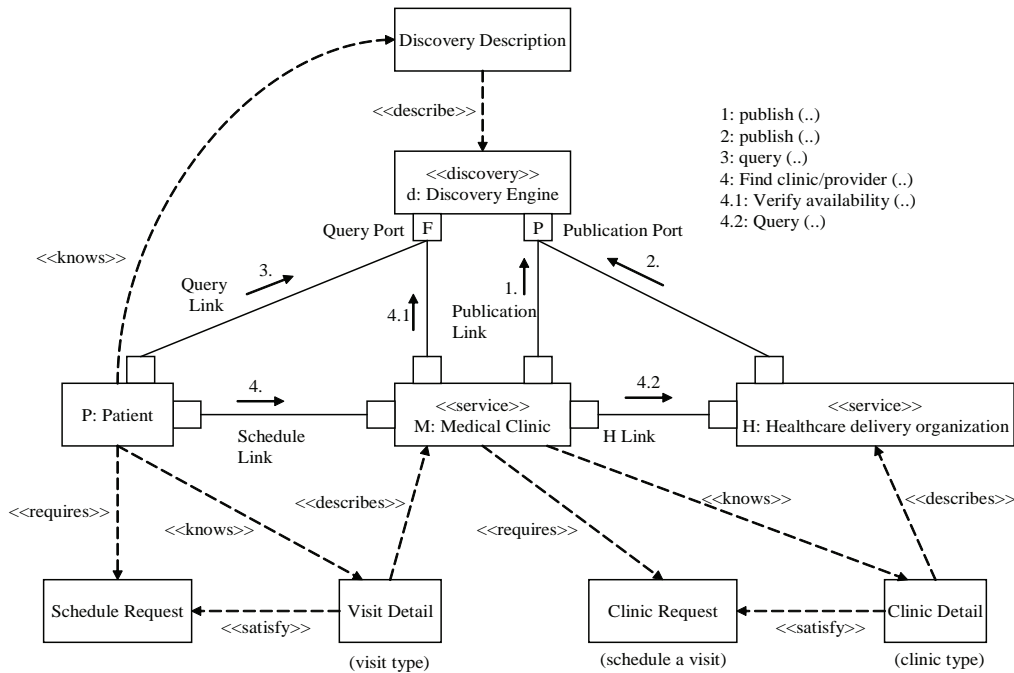 Discovery Description
<<describe>>
1: publish (..)
2: publish (..)
3: query (..)
4: Find clinic/provider (..)
4.1: Verify availability (..)
4.2: Query (..)
<<discovery>>
d: Discovery Engine
Query Port
F
P
Publication Port
<<knows>>
3.
Query
Link
4.1
1.
Publication
Link
2.
P: Patient
4.
Schedule
Link
<<service>>
M: Medical Clinic
4.2
H Link
<<service>>
H: Healthcare delivery organization
<<requires>>
<<knows>>
<<describes>>
<<requires>>
<<knows>>
<<describes>>
Schedule Request
<<satisfy>>
Visit Detail
(visit type)
Clinic Request
(schedule a visit)
<<satisfy>>
Clinic Detail
(clinic type)